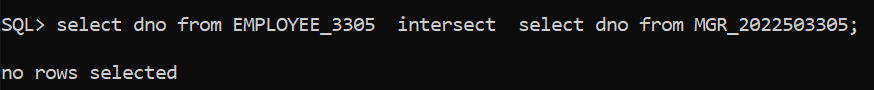 SQL> select dno from EMPLOYEE_3305  intersect  select dno from MGR_2022503305;
no rows selected